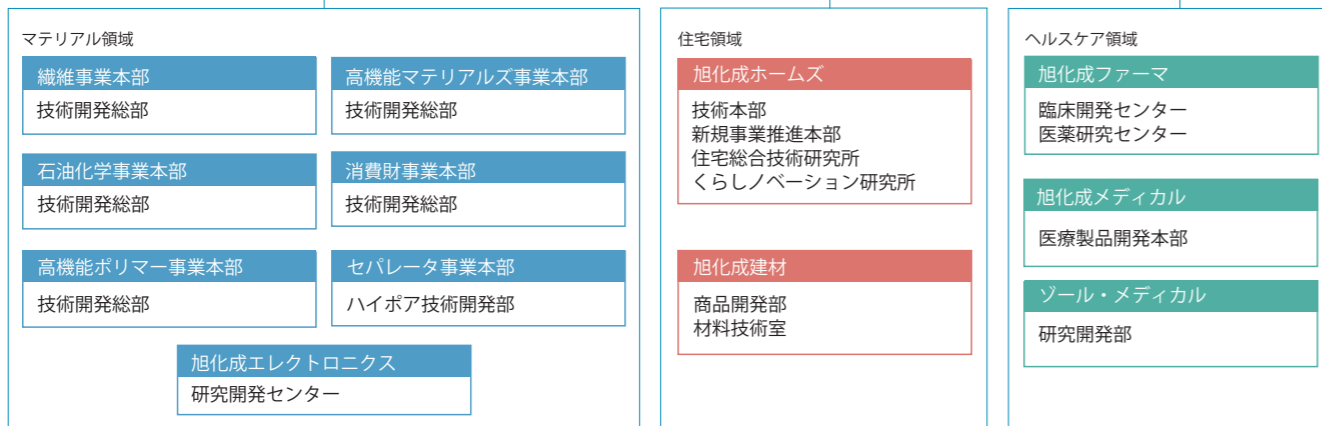 マテリアル領域
繊維事業本部
技術開発総部
高機能マテリアルズ事業本部
技術開発総部
石油化学事業本部
技術開発総部
消費財事業本部
技術開発総部
高機能ポリマー事業本部
技術開発総部
セパレータ事業本部
ハイポア技術開発部
旭化成エレクトロニクス
研究開発センター
住宅領域
旭化成ホームズ
技術本部
新規事業推進本部
住宅総合技術研究所
くらしノベーション研究所
旭化成建材
商品開発部
材料技術室
ヘルスケア領域
旭化成ファーマ
臨床開発センター
医薬研究センター
旭化成メディカル
医療製品開発本部
ゾール・メディカル
研究開発部